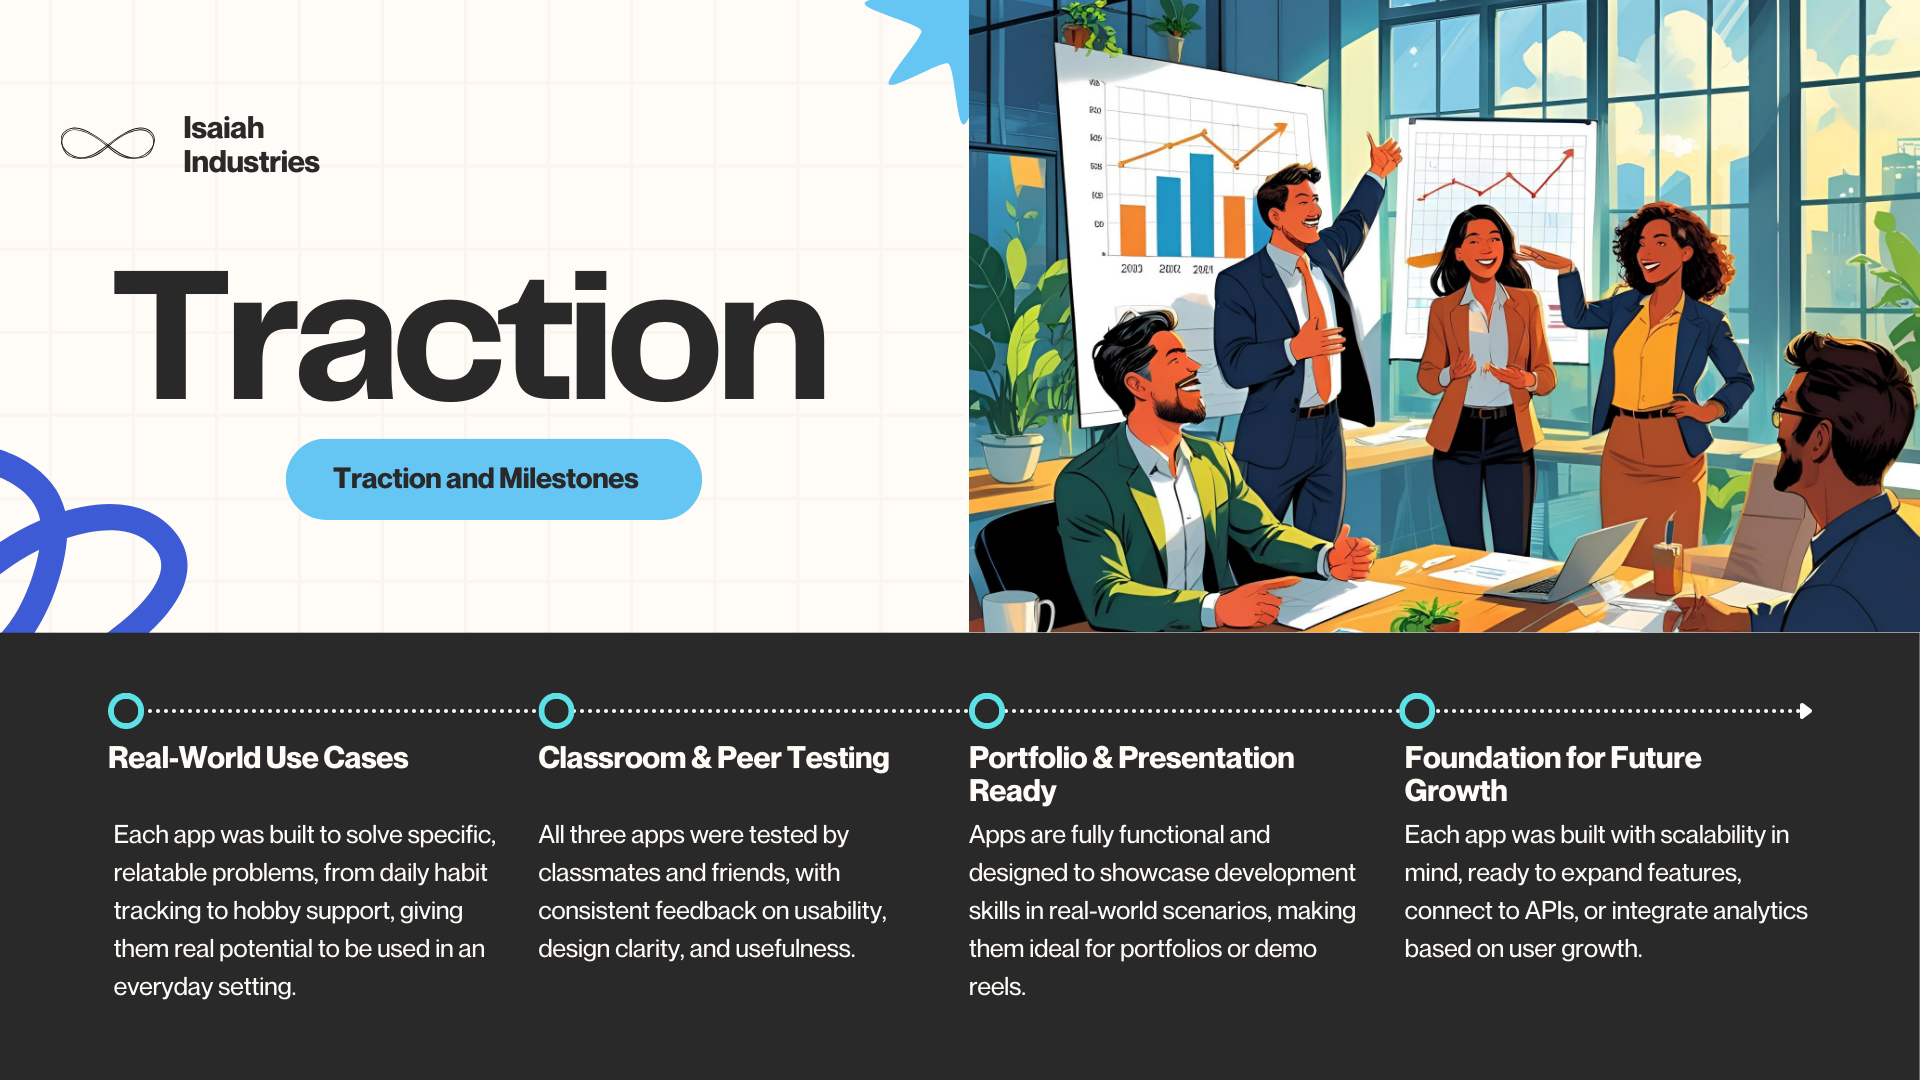 Isaiah
Industries
Traction
Traction and Milestones
Real-World Use Cases
Each app was built to solve specific,
relatable problems, from daily habit
tracking to hobby support, giving
them real potential to be used in an
everyday setting.
Classroom & Peer Testing
All three apps were tested by
classmates and friends, with
consistent feedback on usability,
design clarity, and usefulness.
Portfolio & Presentation
Ready
Apps are fully functional and
designed to showcase development
skills in real-world scenarios, making
them ideal for portfolios or demo
reels.
Foundation for Future
Growth
Each app was built with scalability in
mind, ready to expand features,
connect to APIs, or integrate analytics
based on user growth.